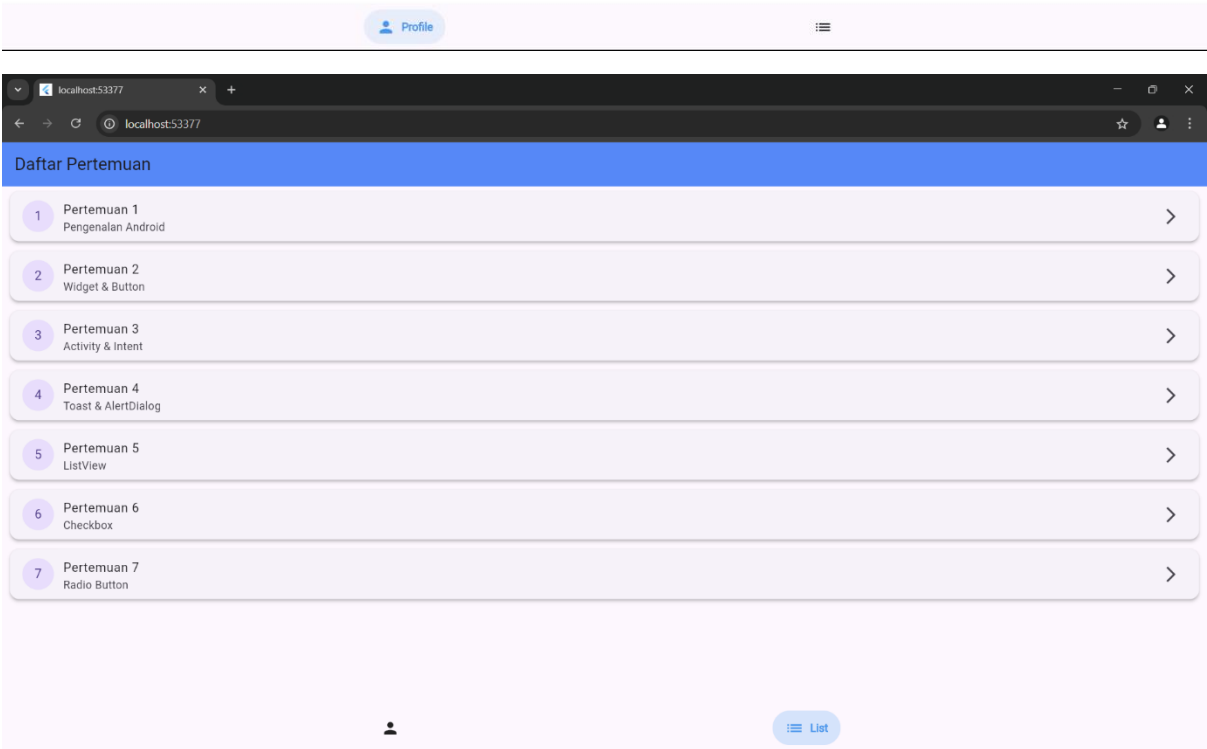 Profile
localhost:53377
localhost:53377
Daftar Pertemuan
1
Pertemuan 1
Pengenalan Android
2
Pertemuan 2
Widget & Button
3
Pertemuan 3
Activity & Intent
4
Pertemuan 4
Toast & AlertDialog
5
Pertemuan 5
ListView
6
Pertemuan 6
Checkbox
7
Pertemuan 7
Radio Button
List